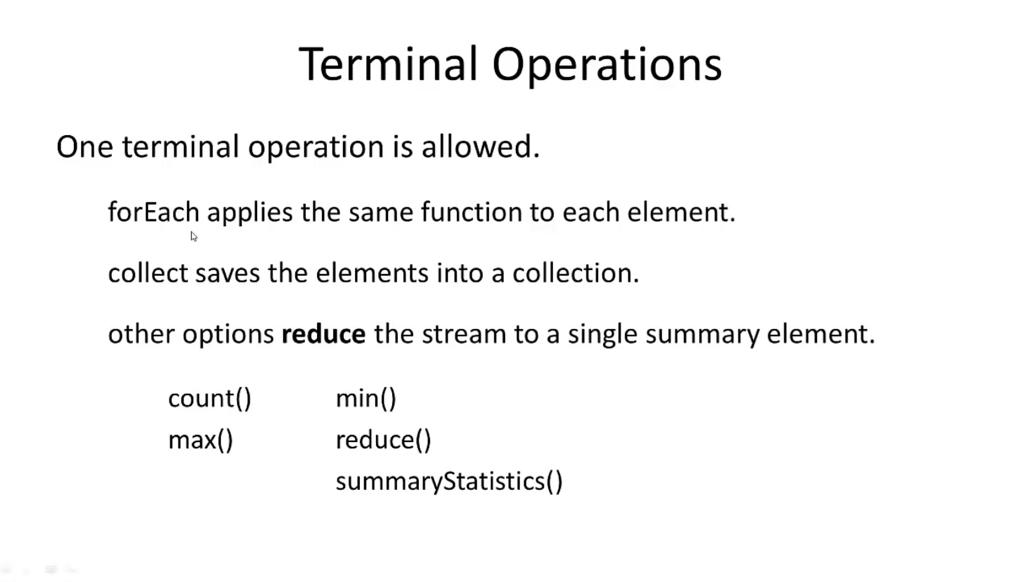 Terminal Operations
One terminal operation is allowed.
forEach applies the same function to each element.
collect saves the elements into a collection.
other options reduce the stream to a single summary element.
count() min()
max() reduce()
summaryStatistics()